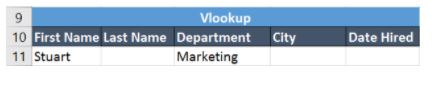 9 Vlookup
10 First Name Last Name Department City Date Hired
11 Stuart Marketing